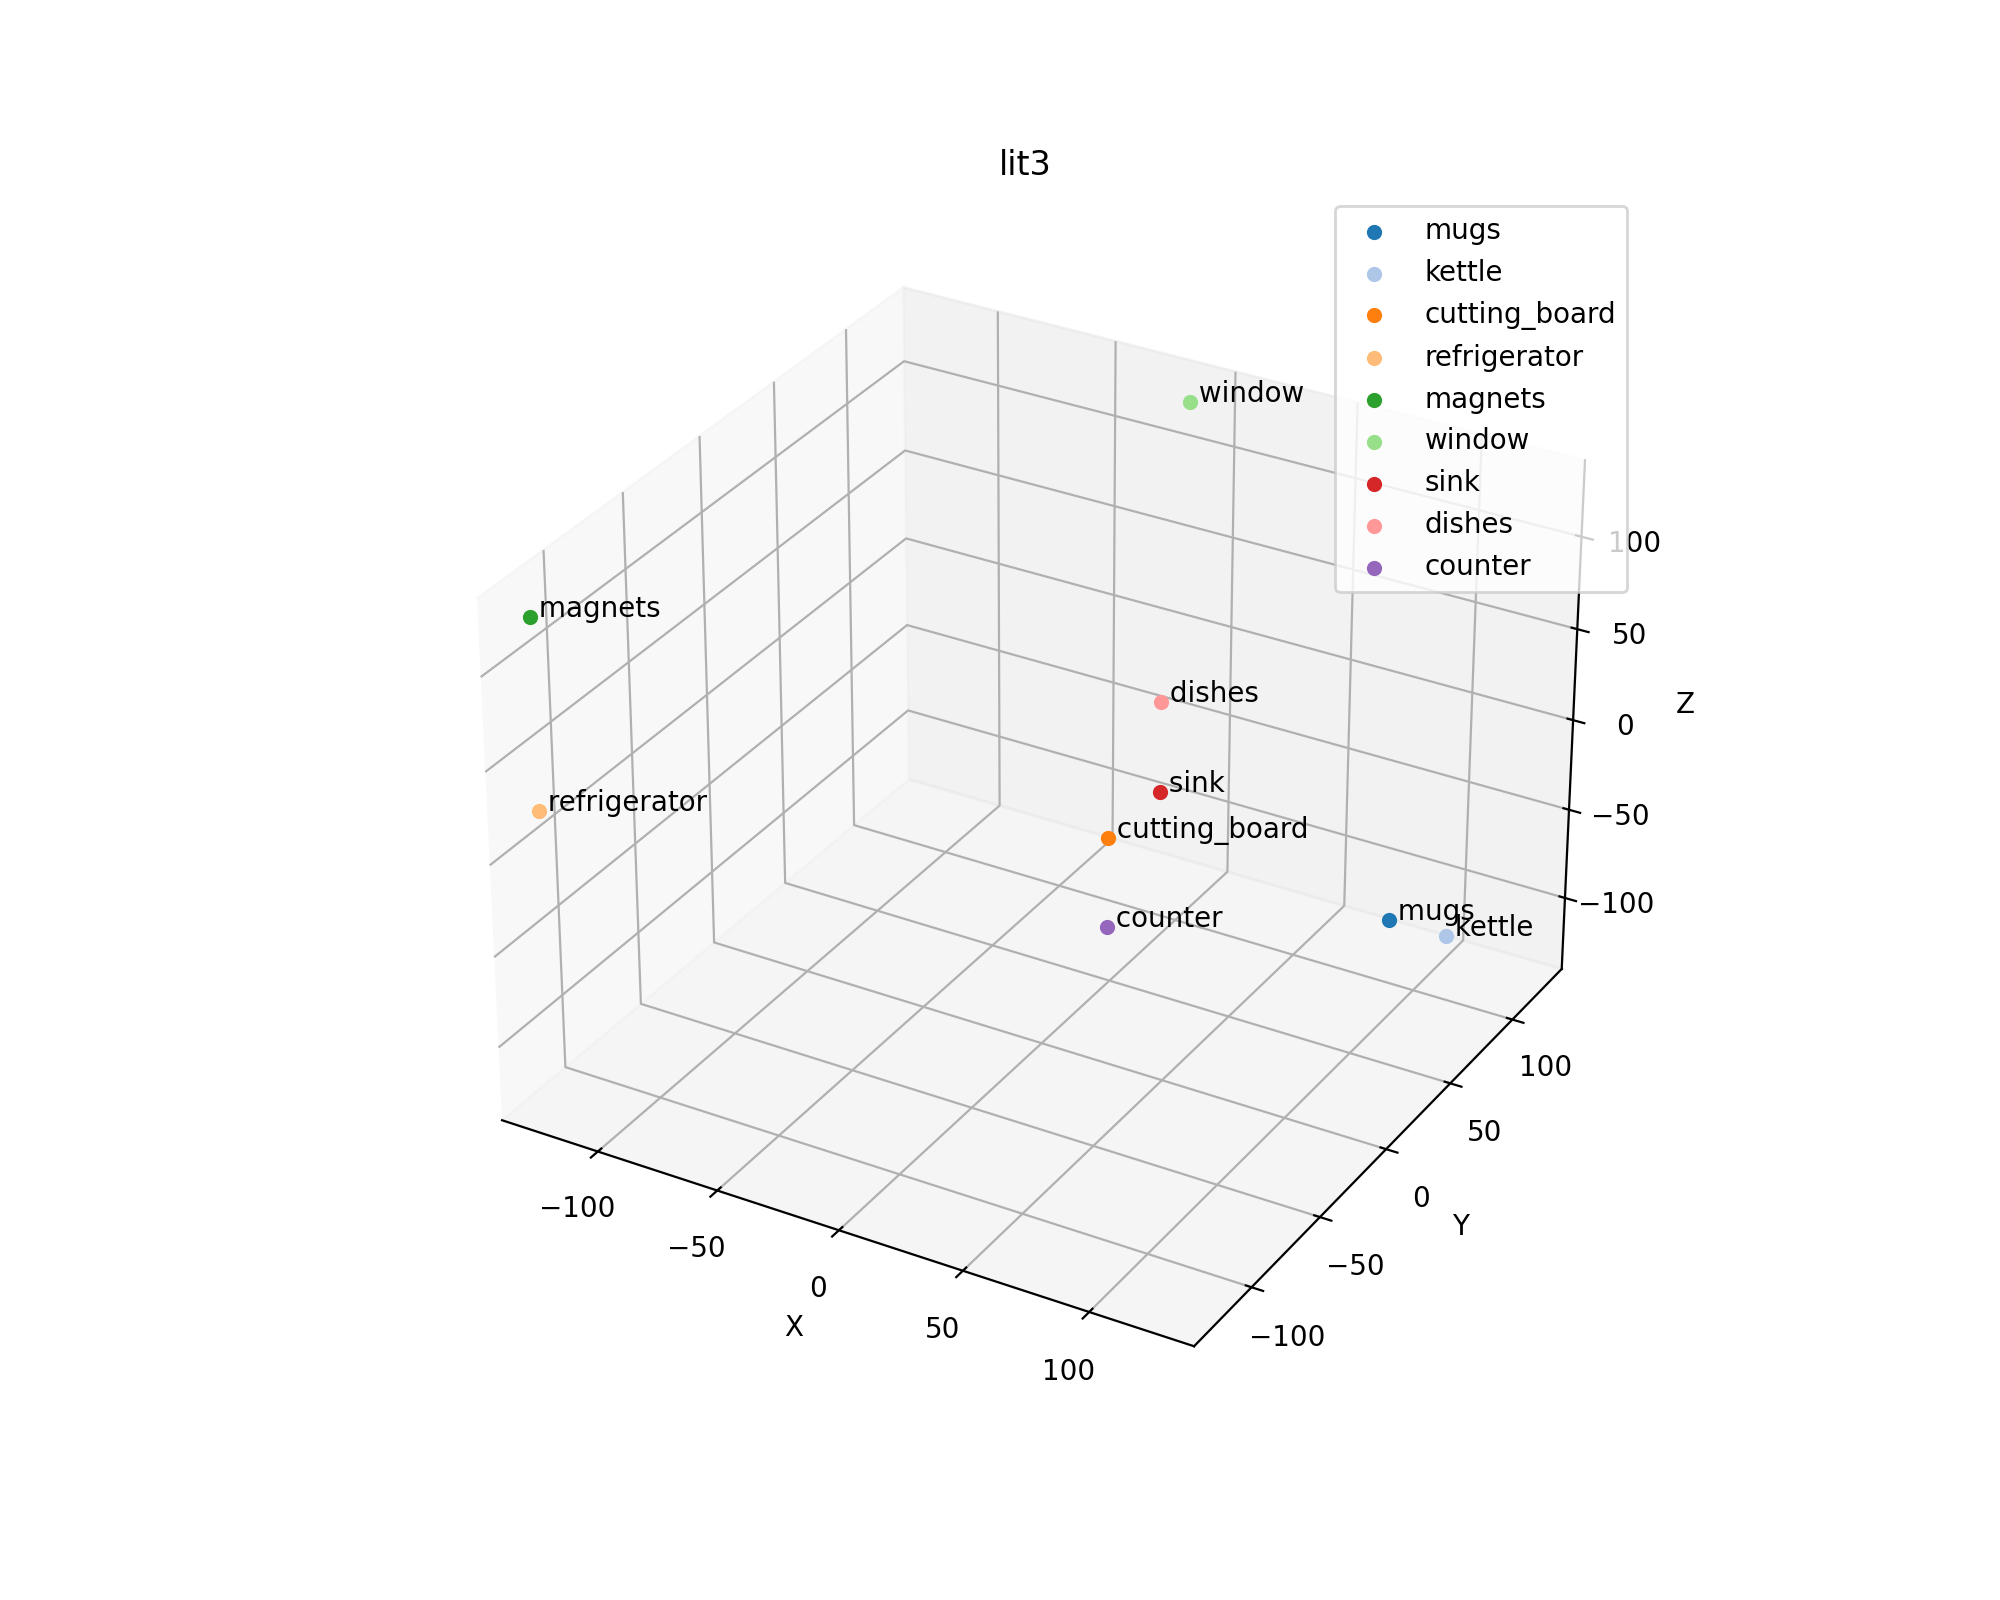 lit3
mugs
kettle
cutting_board
refrigerator
magnets
window
sink
dishes
counter
window
magnets
dishes
refrigerator
sink
cutting_board
counter
mugs
kettle
100
50
0
−50
−100
Z
100
50
0
−50
−100
Y
−100
−50
0
50
100
X